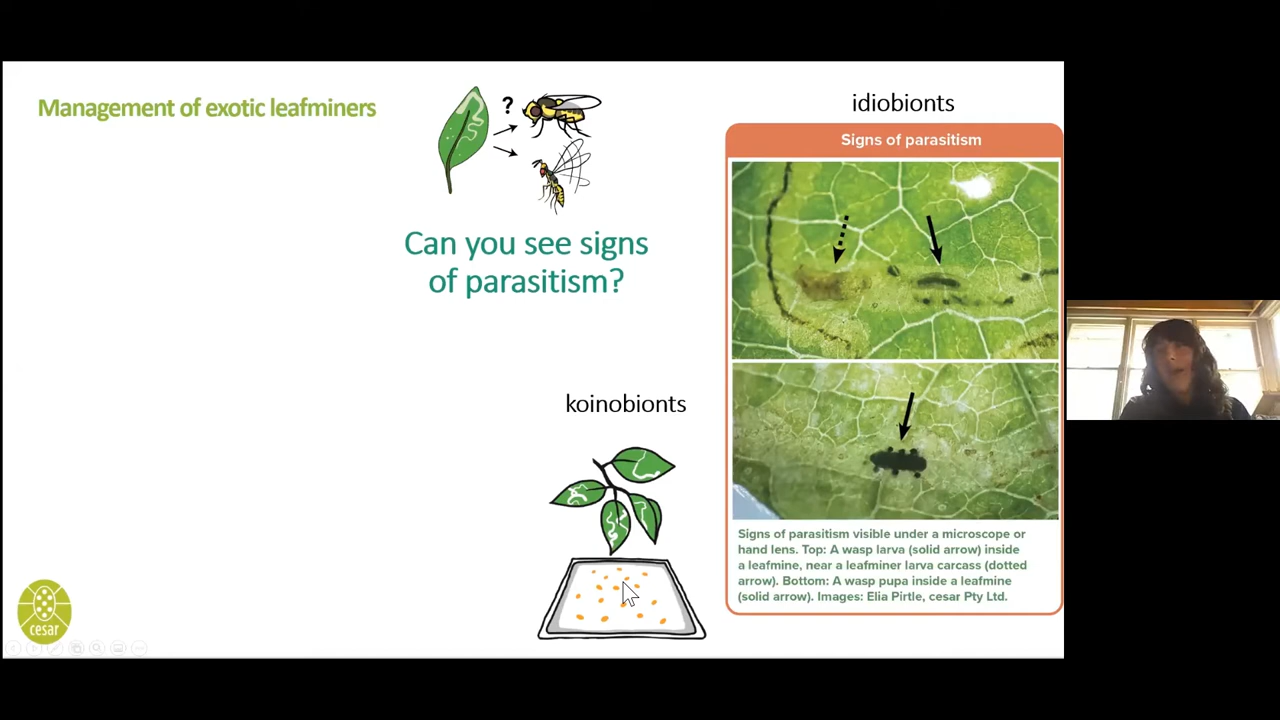 Management of exotic leafminers
?
Can you see signs
of parasitism?
koinobionts
idiobionts
Signs of parasitism
Signs of parasitism visible under a microscope or
hand lens. Top: A wasp larva (solid arrow) inside
a leafmine, near a leafminer larva carcass (dotted
arrow). Bottom: A wasp pupa inside a leafmine
(solid arrow). Images: Elia Pirtle, cesar Pty Ltd.
cesar